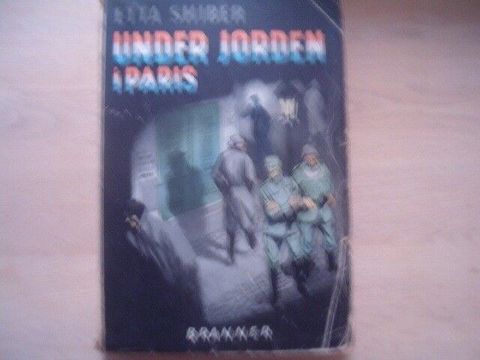 ETTA SHIBER
UNDER JORDEN
I PARIS
BRANNER